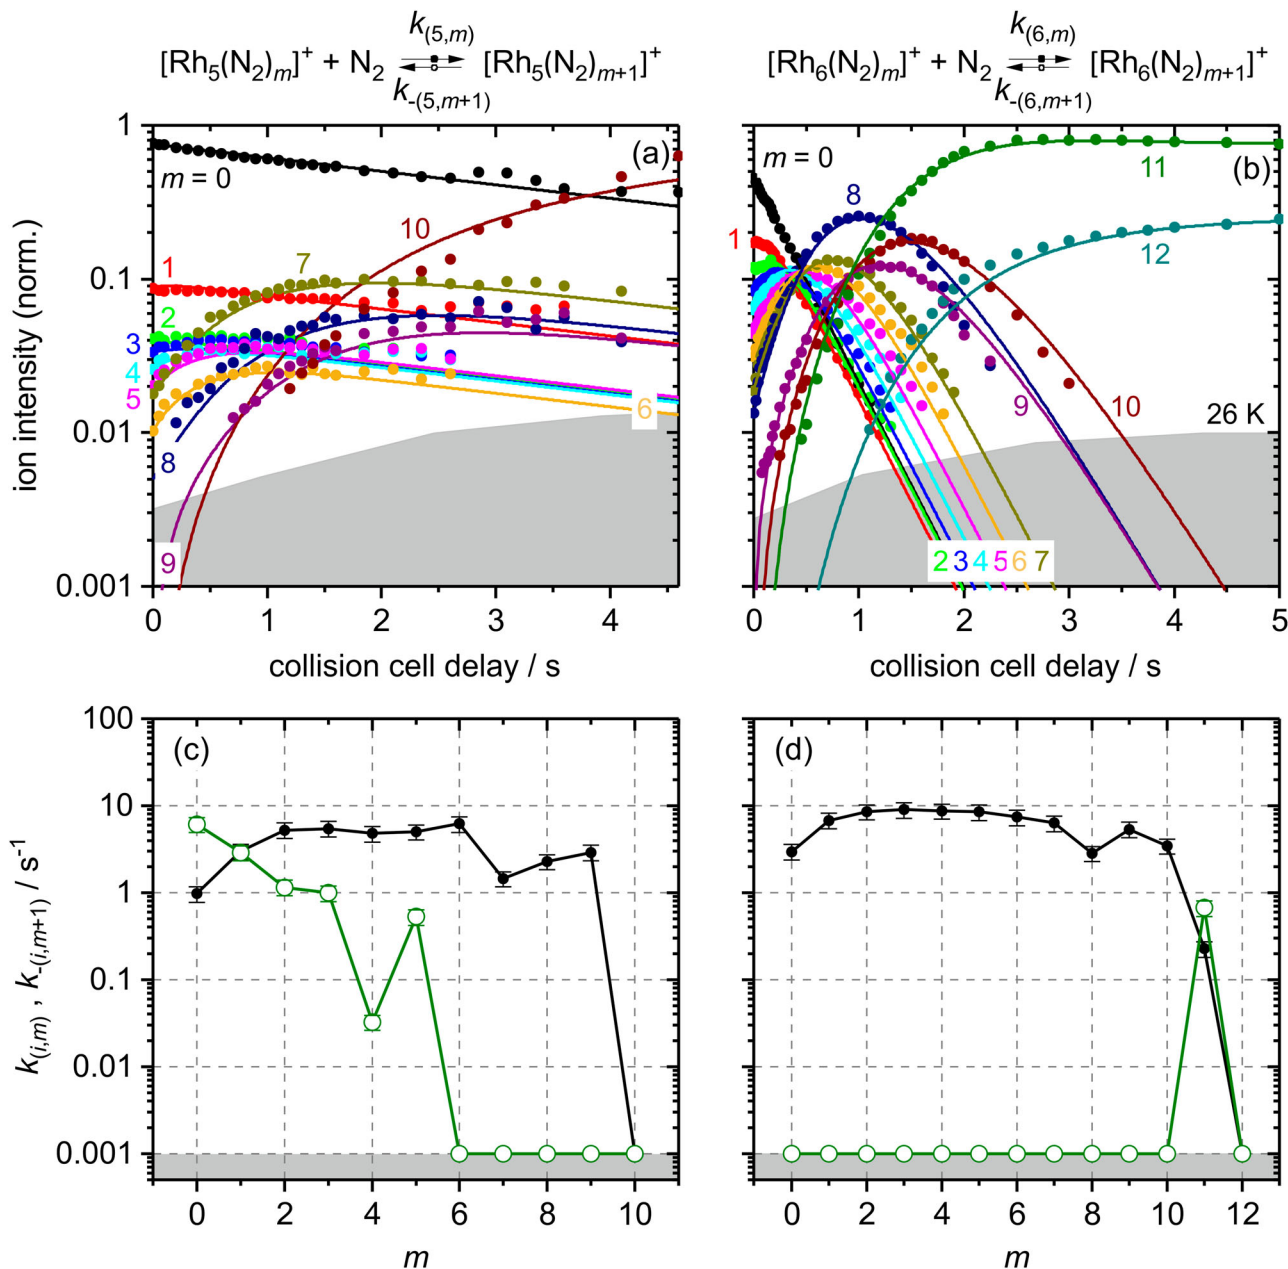 k(5,m)
[Rh5(N2)m]+ + N2 ⇌ [Rh5(N2)m+1]+
k-(5,m+1)
k(6,m)
[Rh6(N2)m]+ + N2 ⇌ [Rh6(N2)m+1]+
k-(6,m+1)
ion intensity (norm.)
1
0.1
0.01
0.001
(a)
m = 0
1
2
3
4
5
8
9
7
10
6
0 1 2 3 4
collision cell delay / s
(b)
m = 0
1
8
11
12
9
10
26 K
2 3 4 5 6 7
0 1 2 3 4 5
collision cell delay / s
k(i,m) , k-(i,m+1) / s-1
100
10
1
0.1
0.01
0.001
(c)
0 2 4 6 8 10
m
(d)
0 2 4 6 8 10 12
m